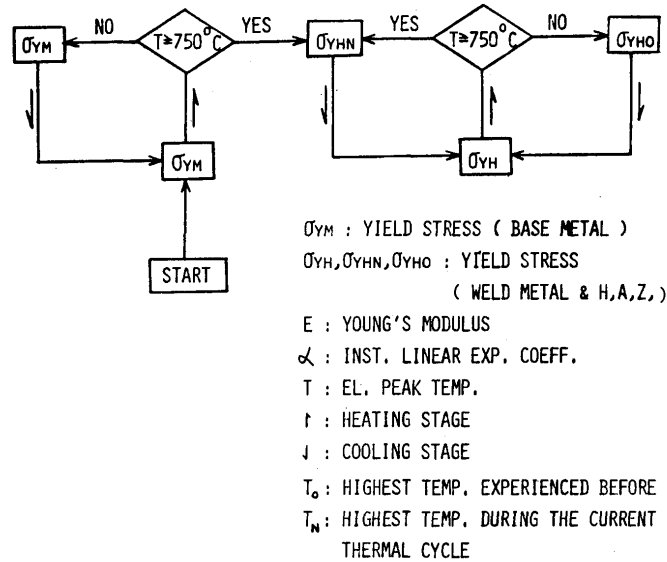 NO
YES
YES
NO
σYM
T≧750°C
σYHN
T≧750°C
σYHO
σYM
σYH
START
σYM : YIELD STRESS ( BASE METAL )
σYH,σYHN,σYHO : YIELD STRESS
( WELD METAL & H,A,Z,)
E : YOUNG'S MODULUS
α : INST. LINEAR EXP. COEFF.
T : EL. PEAK TEMP.
↾ : HEATING STAGE
⇃ : COOLING STAGE
To : HIGHEST TEMP. EXPERIENCED BEFORE
TN : HIGHEST TEMP. DURING THE CURRENT
THERMAL CYCLE